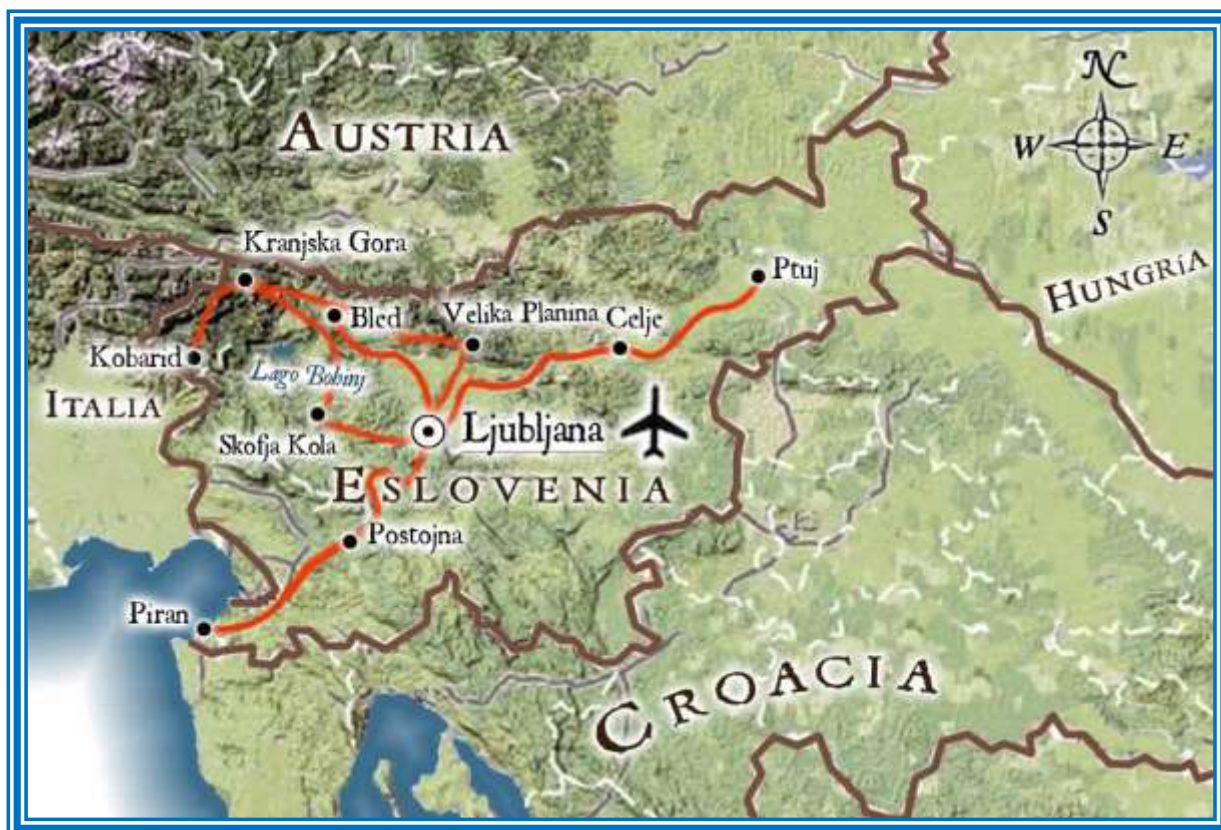 N
AUSTRIA
W E
S
Kranjska Gora
Ptuj
HUNGRÍA
Bled
Velika Planina
Celje
Kobarid
Lago Bohinj
ITALIA
Skofja Kola
Ljubljana
ESLOVENIA
Postojna
Piran
CROACIA